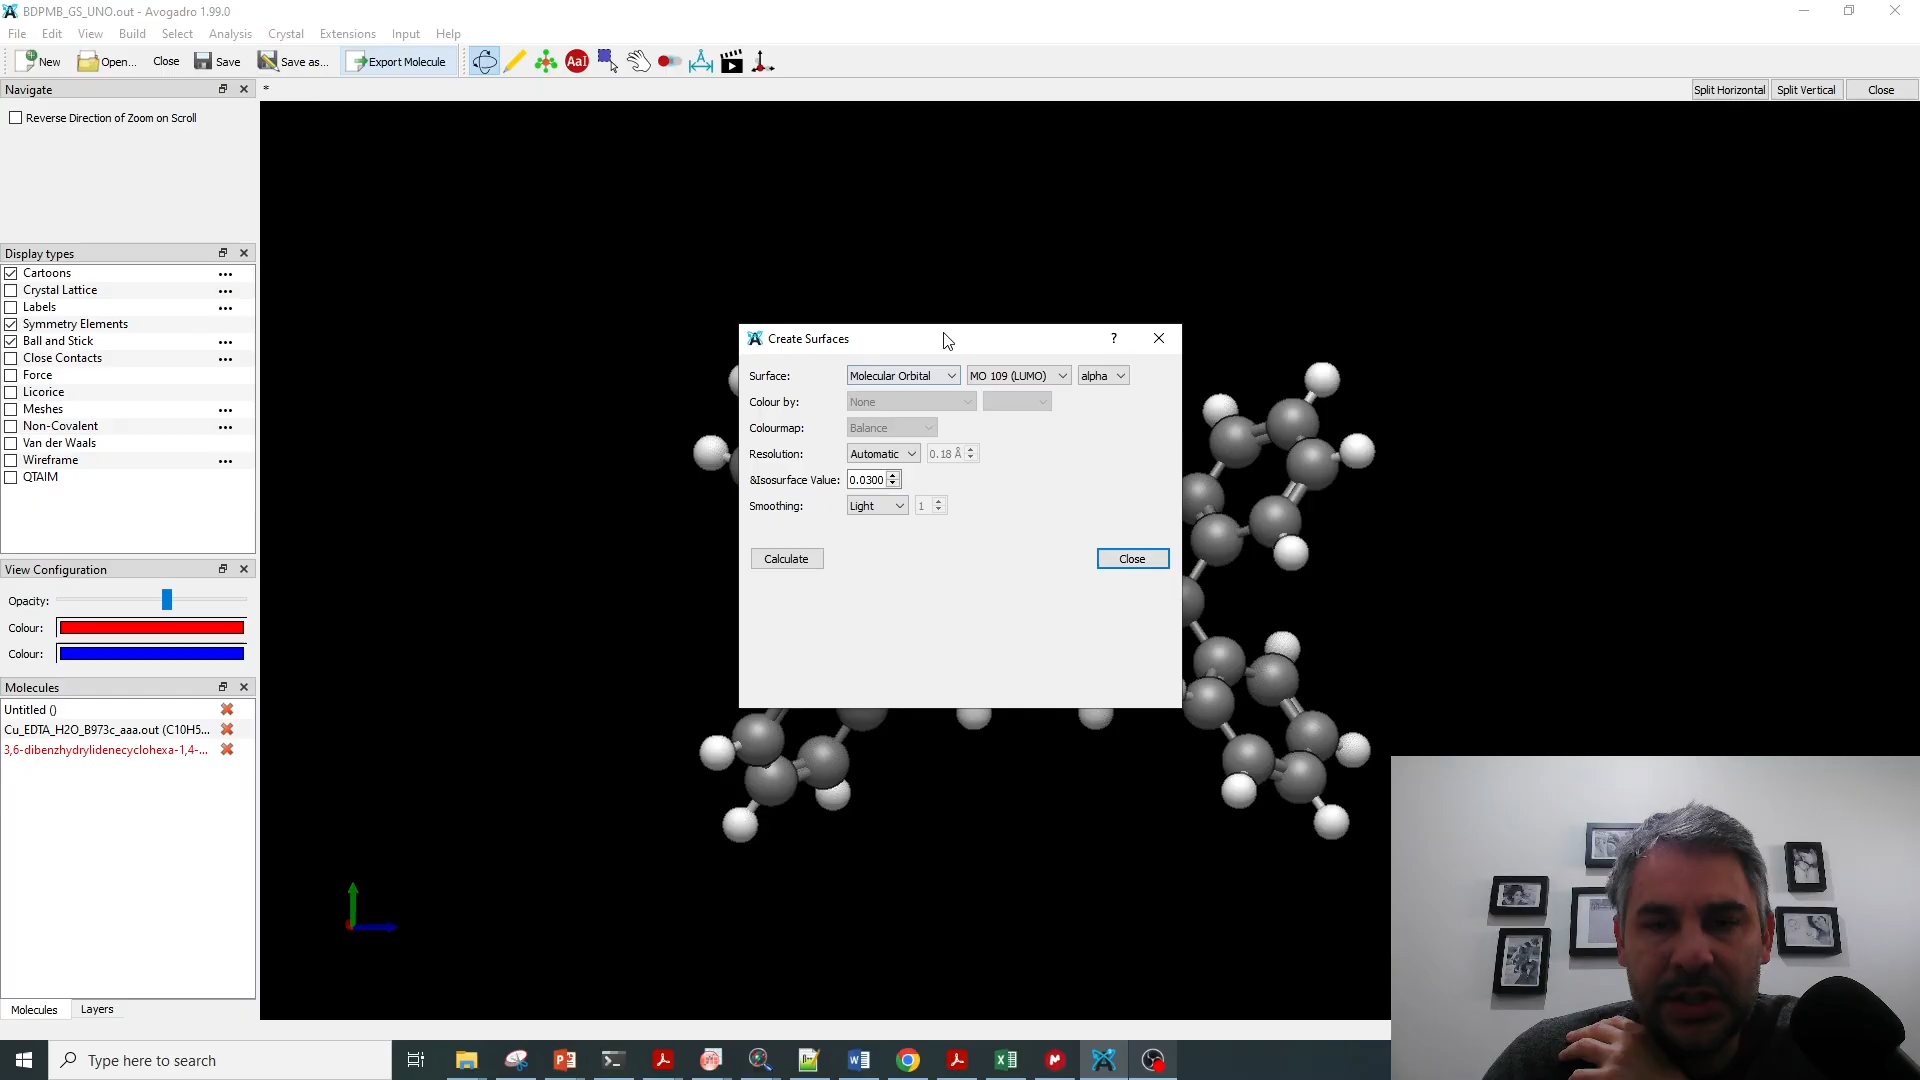 BDPMB_GS_UNO.out - Avogadro 1.99.0
File Edit View Build Select Analysis Crystal Extensions Input Help
New Open... Close Save Save as... Export Molecule AaI
Navigate
*
Split Horizontal Split Vertical Close
Reverse Direction of Zoom on Scroll
Display types
Cartoons
Crystal Lattice
Labels
Symmetry Elements
Ball and Stick
Close Contacts
Force
Licorice
Meshes
Non-Covalent
Van der Waals
Wireframe
QTAIM
View Configuration
Opacity:
Colour:
Colour:
Molecules
Untitled ()
Cu_EDTA_H2O_B973c_aaa.out (C10H5...
3,6-dibenzhydrylidenecyclohexa-1,4-...
Molecules Layers
Create Surfaces ?
Surface: Molecular Orbital MO 109 (LUMO) alpha
Colour by: None
Colourmap: Balance
Resolution: Automatic 0.18 Å
&Isosurface Value: 0.0300
Smoothing: Light 1
Calculate Close
Type here to search